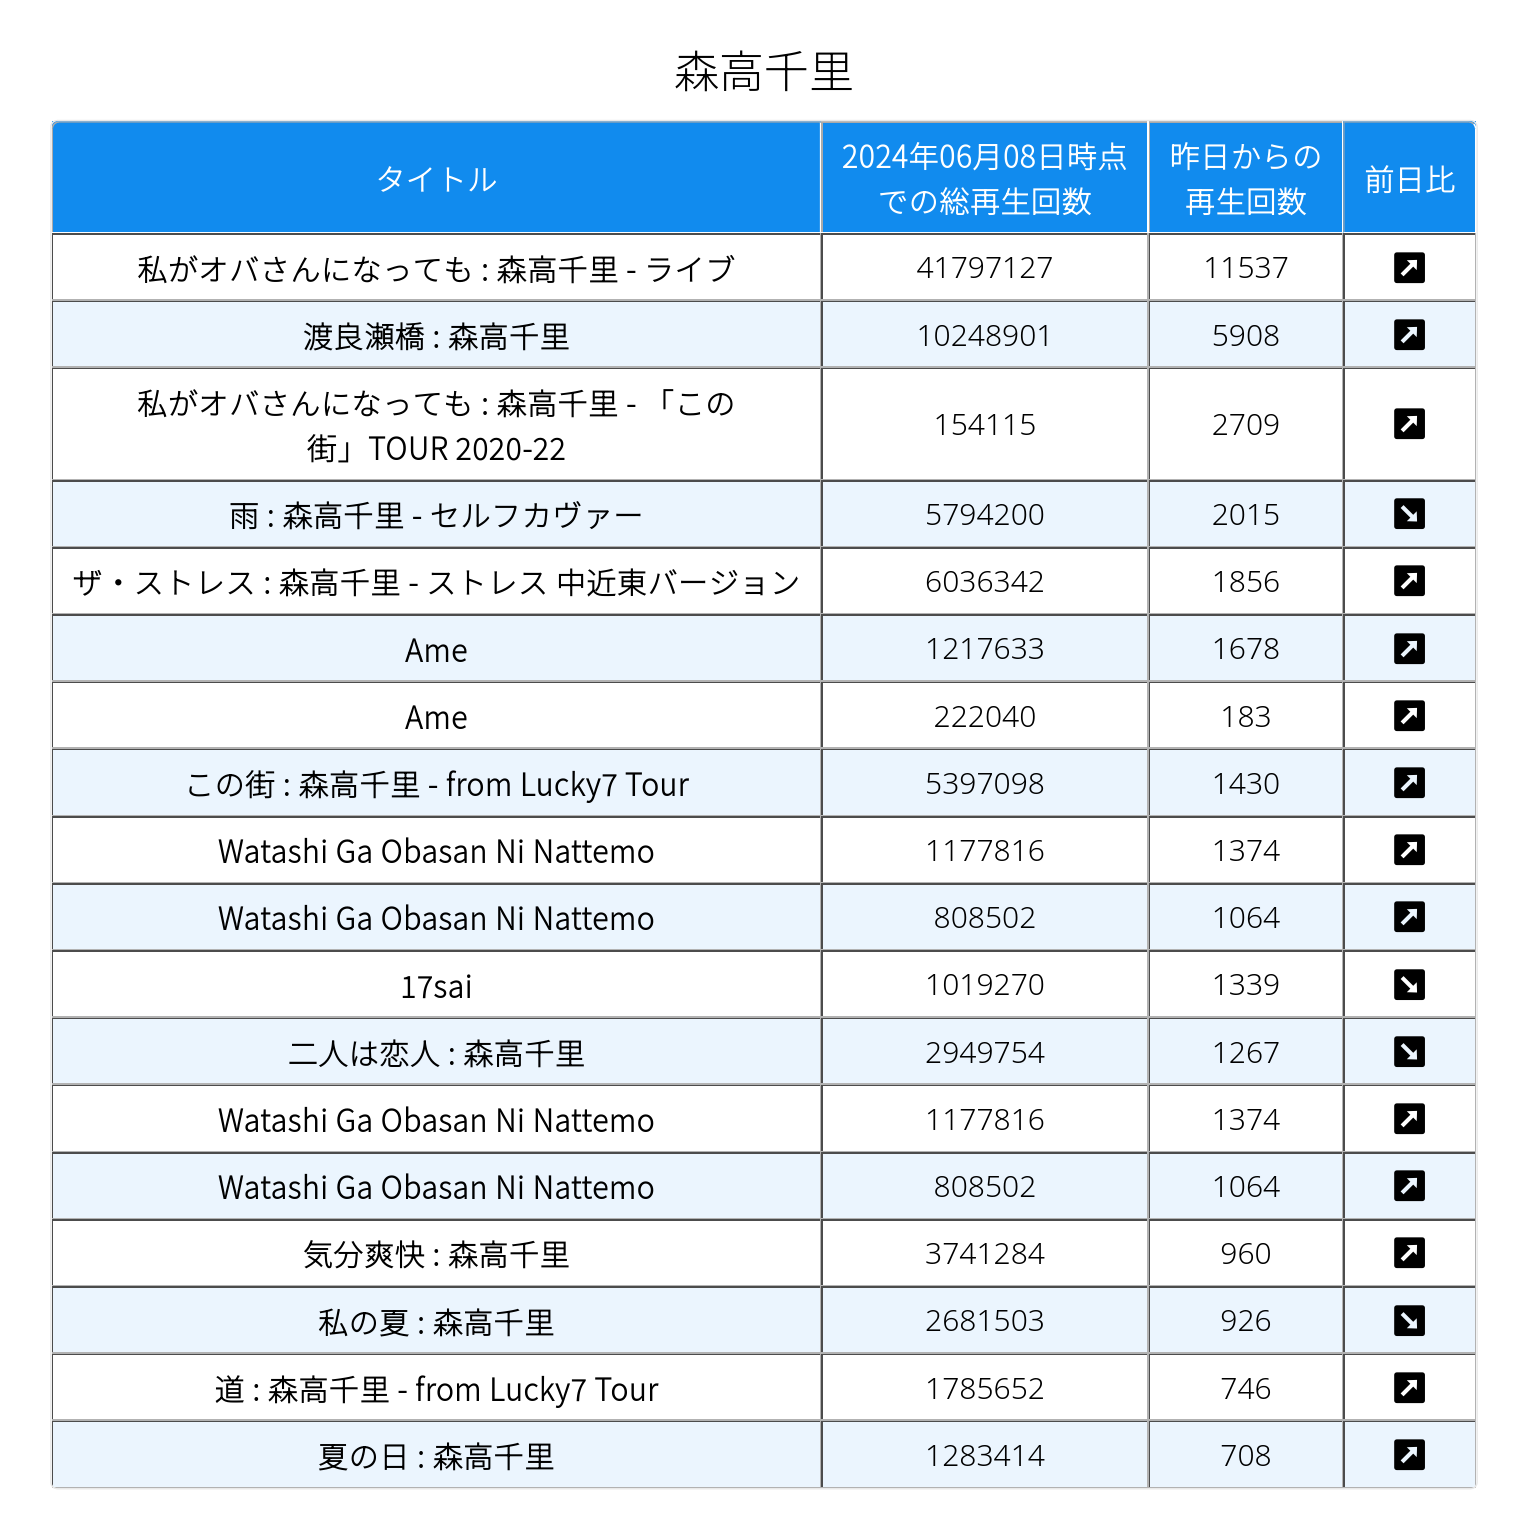 森高千里
タイトル 2024年06月08日時点での総再生回数 昨日からの再生回数 前日比
私がオバさんになっても : 森高千里 - ライブ 41797127 11537
渡良瀬橋 : 森高千里 10248901 5908
私がオバさんになっても : 森高千里 - 「この街」TOUR 2020-22 154115 2709
雨 : 森高千里 - セルフカヴァー 5794200 2015
ザ・ストレス : 森高千里 - ストレス 中近東バージョン 6036342 1856
Ame 1217633 1678
Ame 222040 183
この街 : 森高千里 - from Lucky7 Tour 5397098 1430
Watashi Ga Obasan Ni Nattemo 1177816 1374
Watashi Ga Obasan Ni Nattemo 808502 1064
17sai 1019270 1339
二人は恋人 : 森高千里 2949754 1267
Watashi Ga Obasan Ni Nattemo 1177816 1374
Watashi Ga Obasan Ni Nattemo 808502 1064
気分爽快 : 森高千里 3741284 960
私の夏 : 森高千里 2681503 926
道 : 森高千里 - from Lucky7 Tour 1785652 746
夏の日 : 森高千里 1283414 708